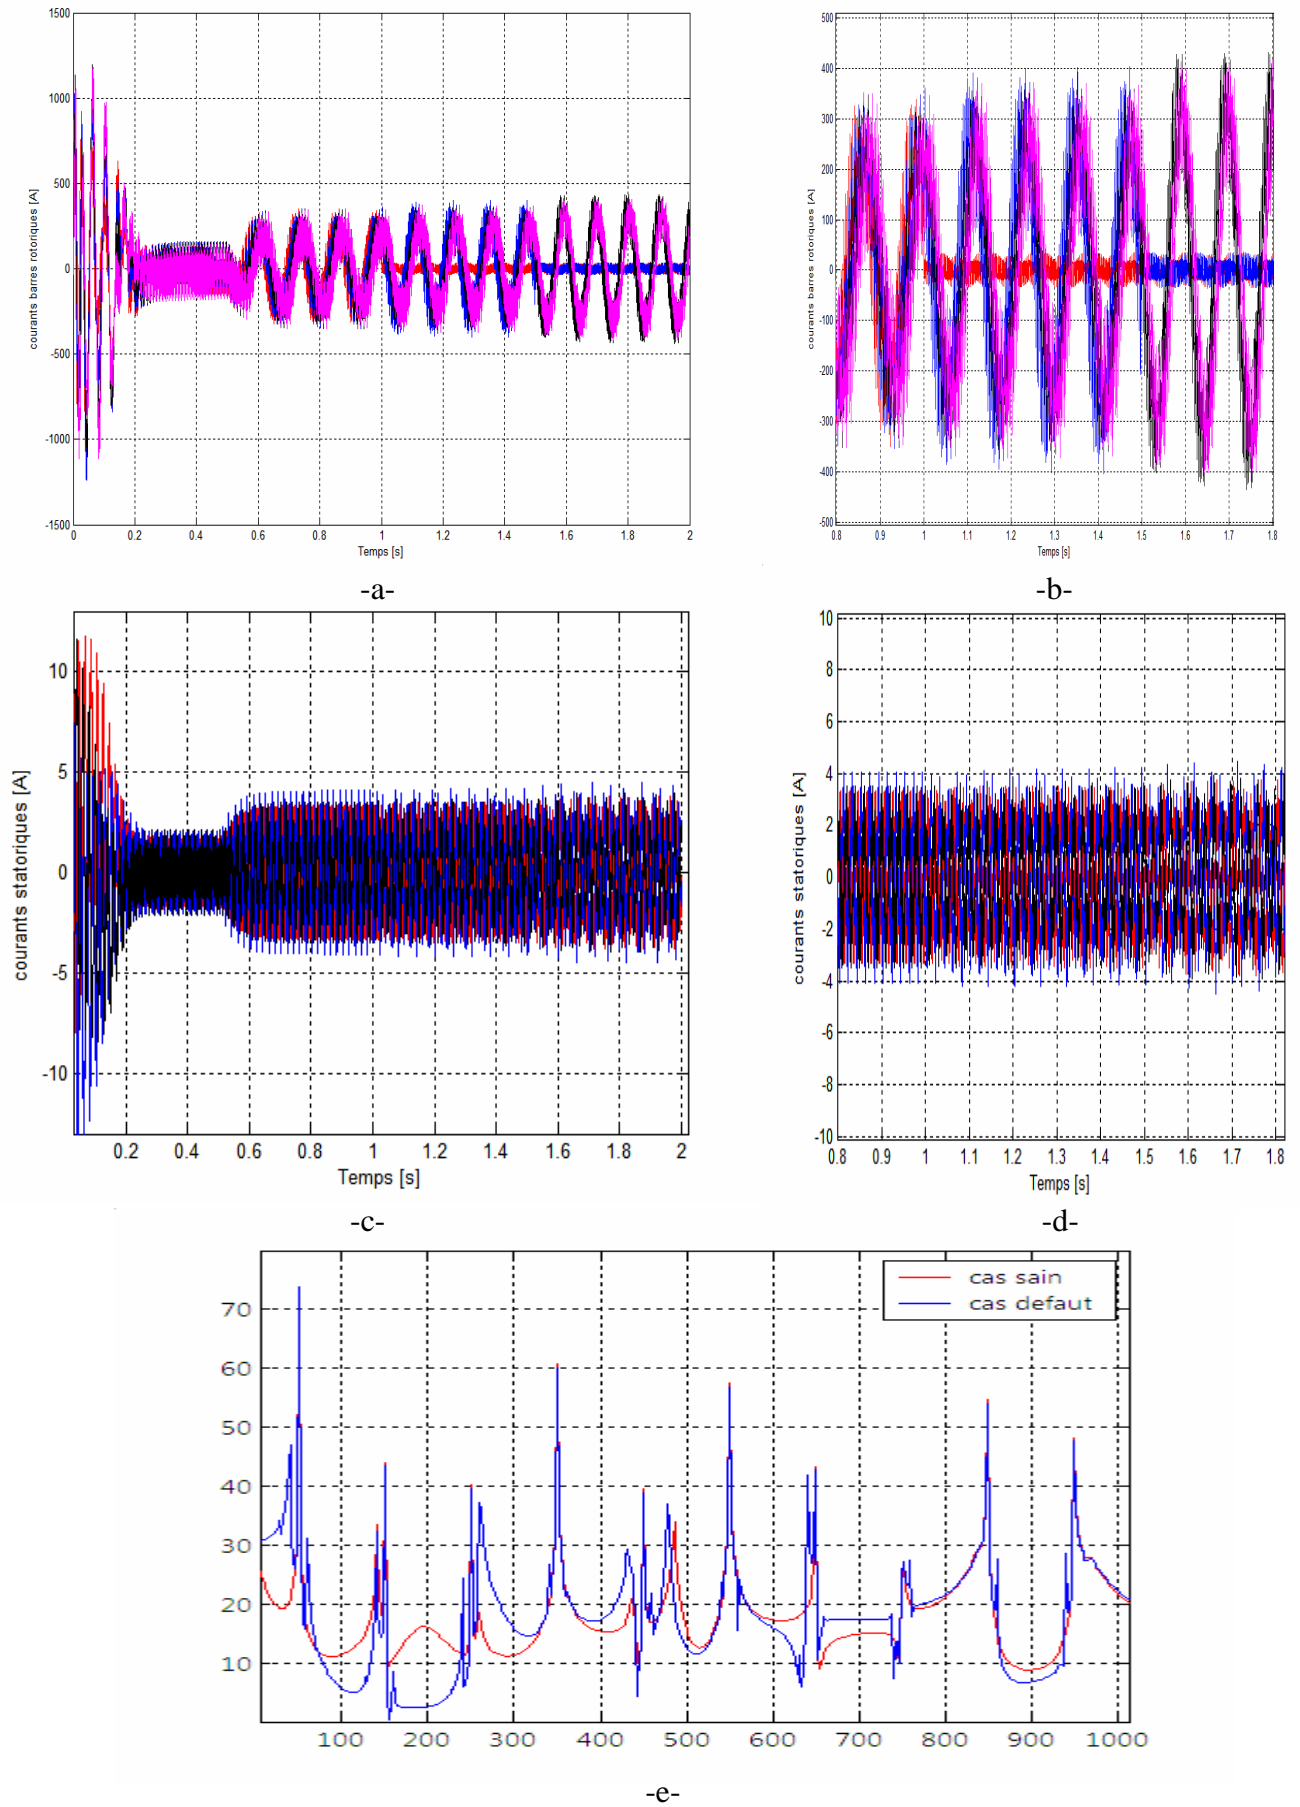 1500
1000
500
0
-500
-1000
-1500
courants barres rotoriques [A]
0 0.2 0.4 0.6 0.8 1 1.2 1.4 1.6 1.8 2
Temps [s]
-a-
500
400
300
200
100
0
-100
-200
-300
-400
-500
courants barres rotoriques [A]
0.8 0.9 1 1.1 1.2 1.3 1.4 1.5 1.6 1.7 1.8
Temps [s]
-b-
10
5
0
-5
-10
courants statoriques [A]
0.2 0.4 0.6 0.8 1 1.2 1.4 1.6 1.8 2
Temps [s]
-c-
10
8
6
4
2
0
-2
-4
-6
-8
-10
courants statoriques [A]
0.8 0.9 1 1.1 1.2 1.3 1.4 1.5 1.6 1.7 1.8
Temps [s]
-d-
cas sain
cas defaut
70
60
50
40
30
20
10
100 200 300 400 500 600 700 800 900 1000
-e-